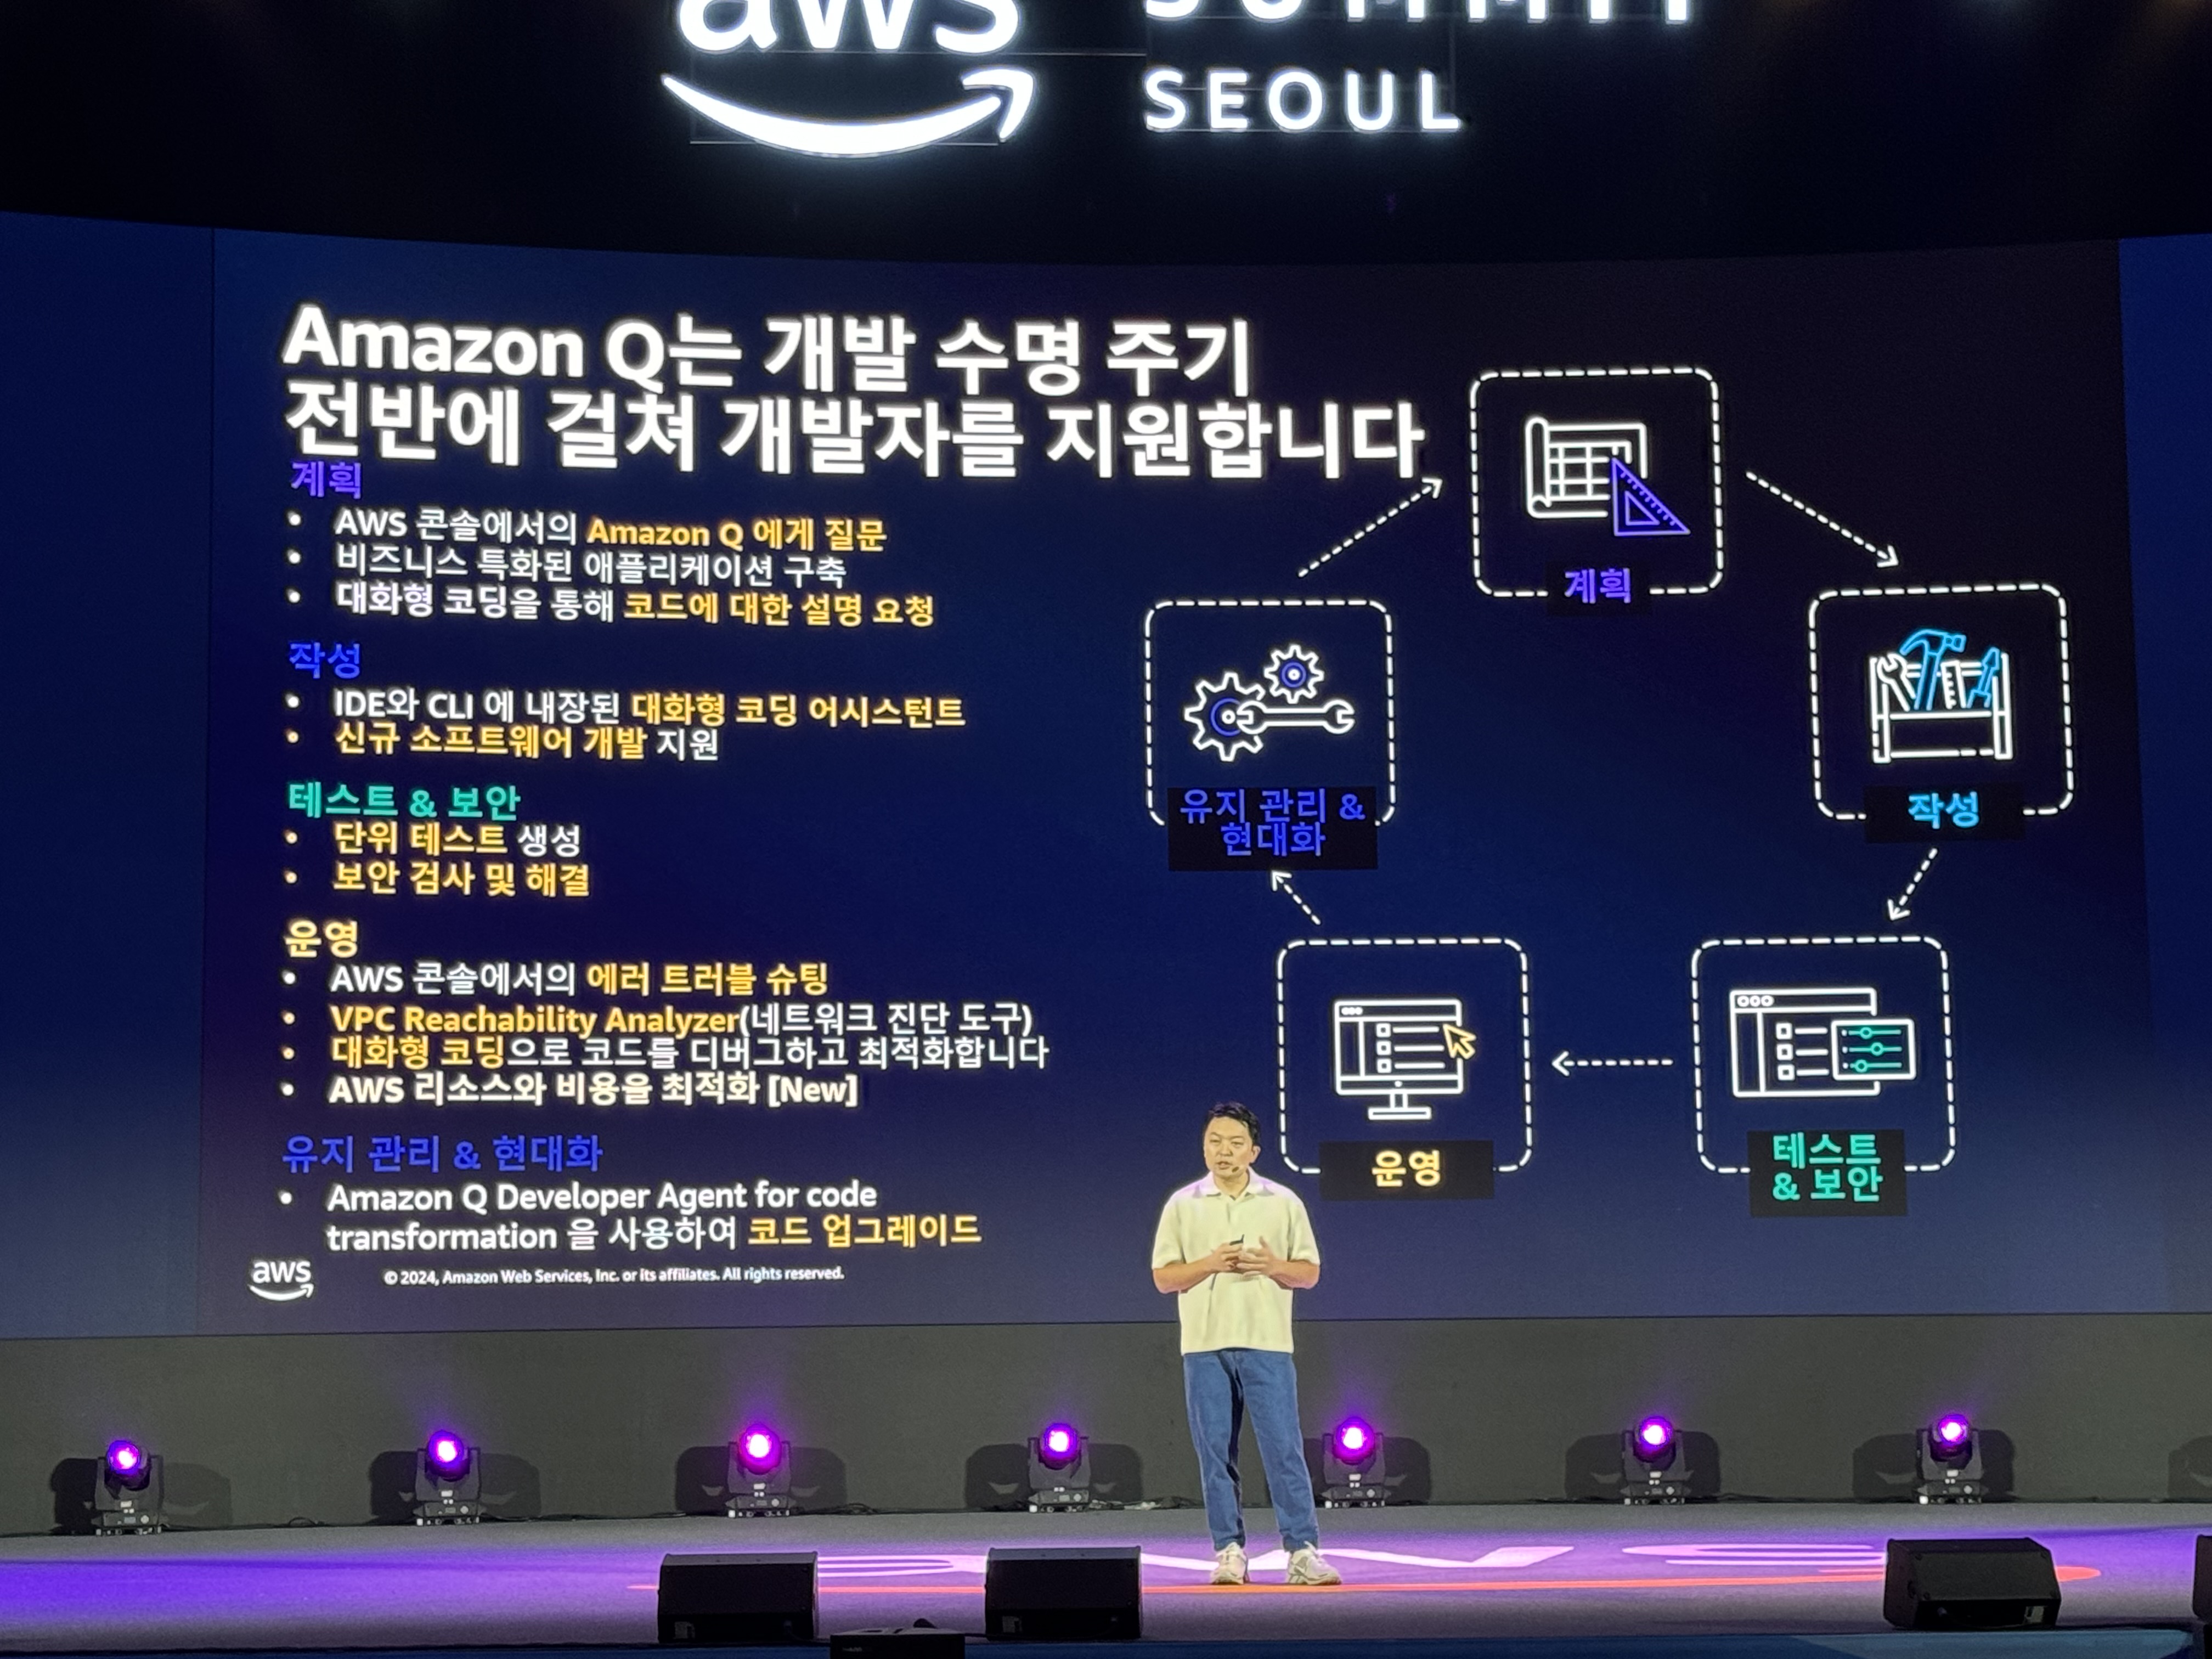 aws SUMMIT
SEOUL
Amazon Q는 개발 수명 주기
전반에 걸쳐 개발자를 지원합니다
계획
• AWS 콘솔에서의 Amazon Q 에게 질문
• 비즈니스 특화된 애플리케이션 구축
• 대화형 코딩을 통해 코드에 대한 설명 요청
작성
• IDE와 CLI 에 내장된 대화형 코딩 어시스턴트
• 신규 소프트웨어 개발 지원
테스트 & 보안
• 단위 테스트 생성
• 보안 검사 및 해결
운영
• AWS 콘솔에서의 에러 트러블 슈팅
• VPC Reachability Analyzer(네트워크 진단 도구)
• 대화형 코딩으로 코드를 디버그하고 최적화합니다
• AWS 리소스와 비용을 최적화 [New]
유지 관리 & 현대화
• Amazon Q Developer Agent for code
transformation 을 사용하여 코드 업그레이드
aws
© 2024, Amazon Web Services, Inc. or its affiliates. All rights reserved.
계획
작성
테스트
& 보안
운영
유지 관리 &
현대화
aws